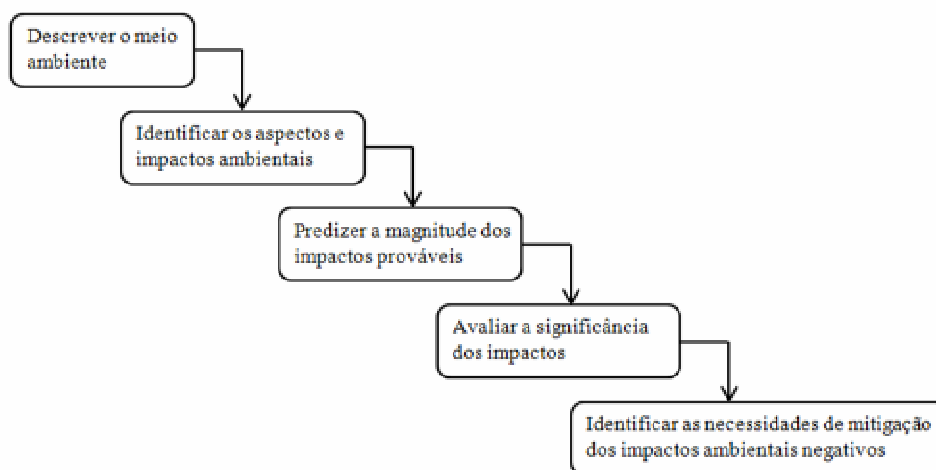 Descrever o meio
ambiente
Identificar os aspectos e
impactos ambientais
Predizer a magnitude dos
impactos prováveis
Avaliar a significância
dos impactos
Identificar as necessidades de mitigação
dos impactos ambientais negativos